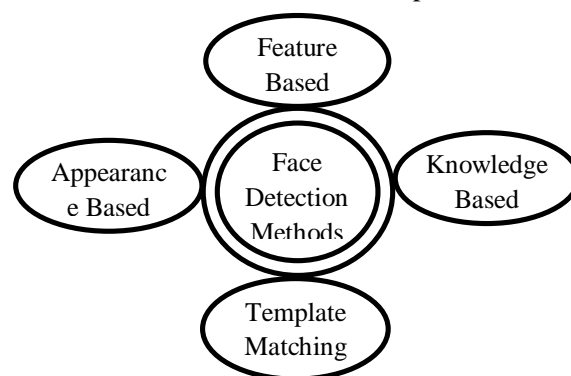 Feature
Based
Appearanc
e Based
Face
Detection
Methods
Knowledge
Based
Template
Matching